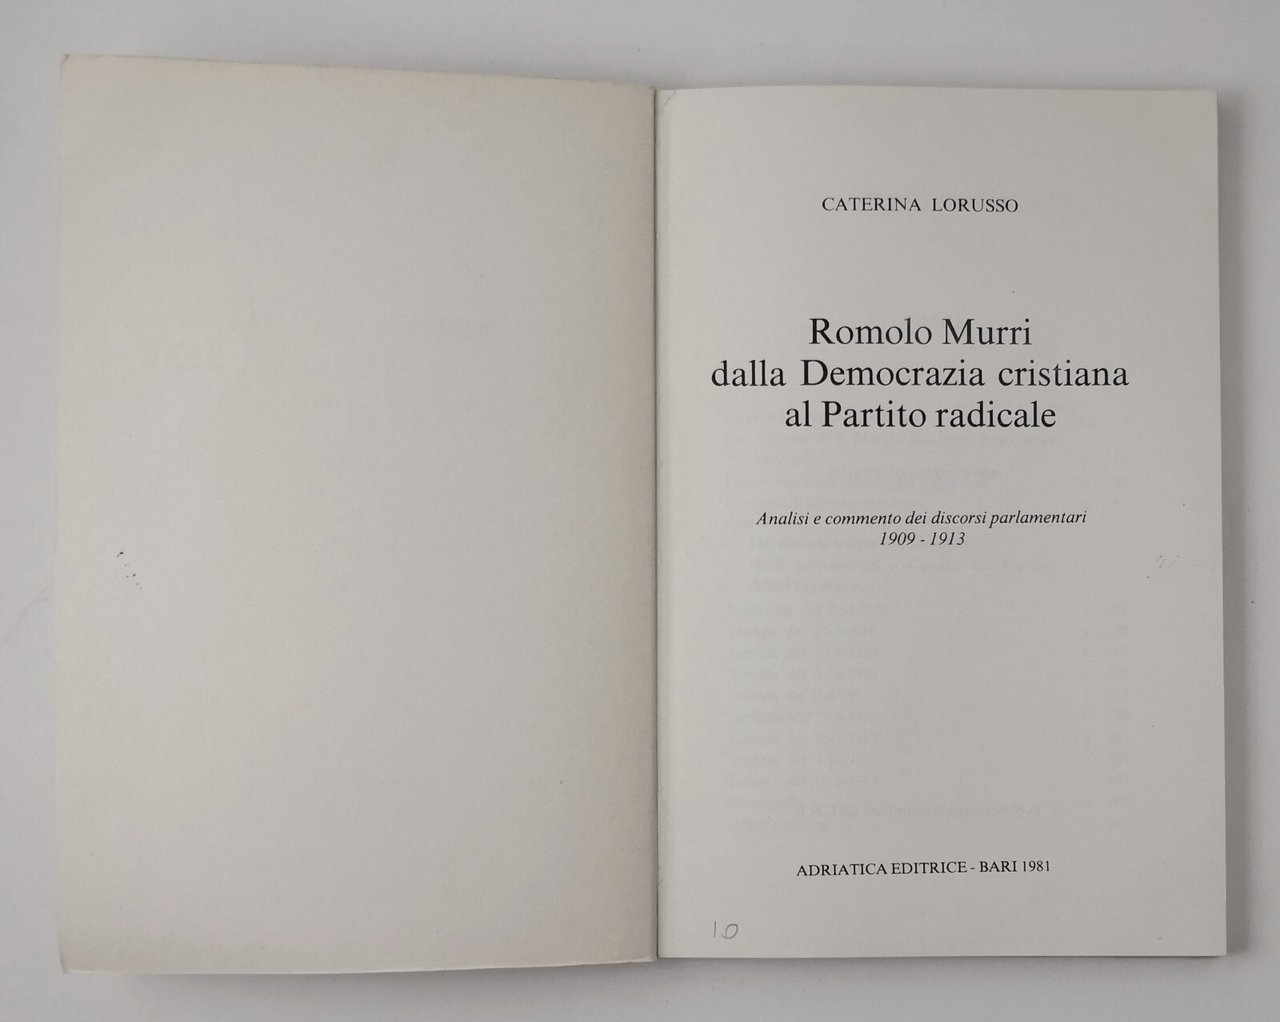 CATERINA LORUSSO
Romolo Murri
dalla Democrazia cristiana
al Partito radicale
Analisi e commento dei discorsi parlamentari
1909 - 1913
ADRIATICA EDITRICE - BARI 1981
10